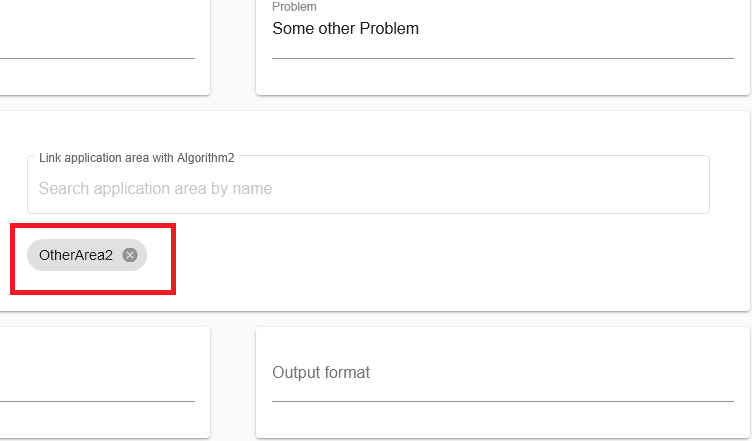 Problem
Some other Problem
Link application area with Algorithm2
Search application area by name
OtherArea2
Output format